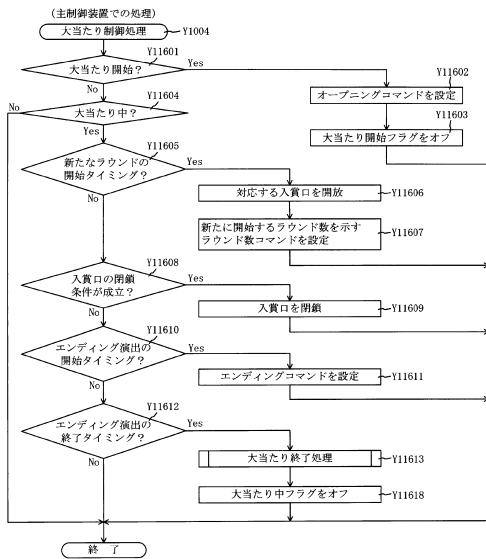 (主制御装置での処理)
大当たり制御処理
Y1004
大当たり開始?
Y11601
Yes
No
オープニングコマンドを設定
Y11602
大当たり開始フラグをオフ
Y11603
大当たり中?
Y11604
No
Yes
新たなラウンドの
開始タイミング?
Y11605
Yes
No
対応する入賞口を開放
Y11606
新たに開始するラウンド数を示す
ラウンド数コマンドを設定
Y11607
入賞口の閉鎖
条件が成立?
Y11608
Yes
No
入賞口を閉鎖
Y11609
エンディング演出の
開始タイミング?
Y11610
Yes
No
エンディングコマンドを設定
Y11611
エンディング演出の
終了タイミング?
Y11612
Yes
No
大当たり終了処理
Y11613
大当たり中フラグをオフ
Y11618
終 了